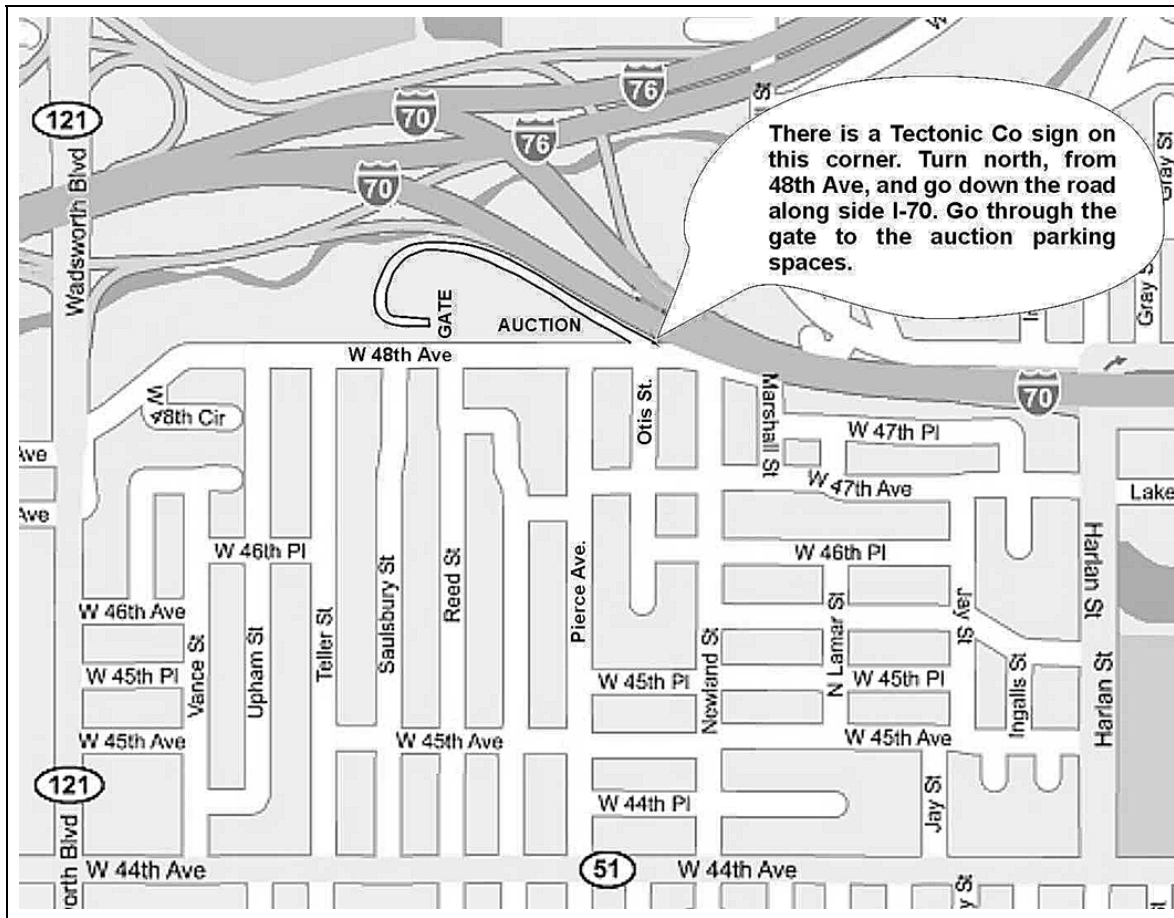 76
70
76
70
121
Wadsworth Blvd
There is a Tectonic Co sign on
this corner. Turn north, from
48th Ave, and go down the road
along side I-70. Go through the
gate to the auction parking
spaces.
Gray St
Gray St
GATE
AUCTION
W 48th Ave
70
W
48th Cir
Otis St.
Marshall St
W 47th Pl
Ave
W 47th Ave
Lake
Ave
W 46th Pl
W 46th Pl
Harlan St
Saulsbury St
Reed St
Pierce Ave.
W 46th Ave
Vance St
Upham St
Teller St
Newland St
N Lamar St
Jay St
Ingalls St
Harlan St
W 45th Pl
W 45th Pl
W 45th Pl
W 45th Ave
W 45th Ave
W 45th Ave
121
W 44th Pl
Jay St
orth Blvd
W 44th Ave
51
W 44th Ave
y St